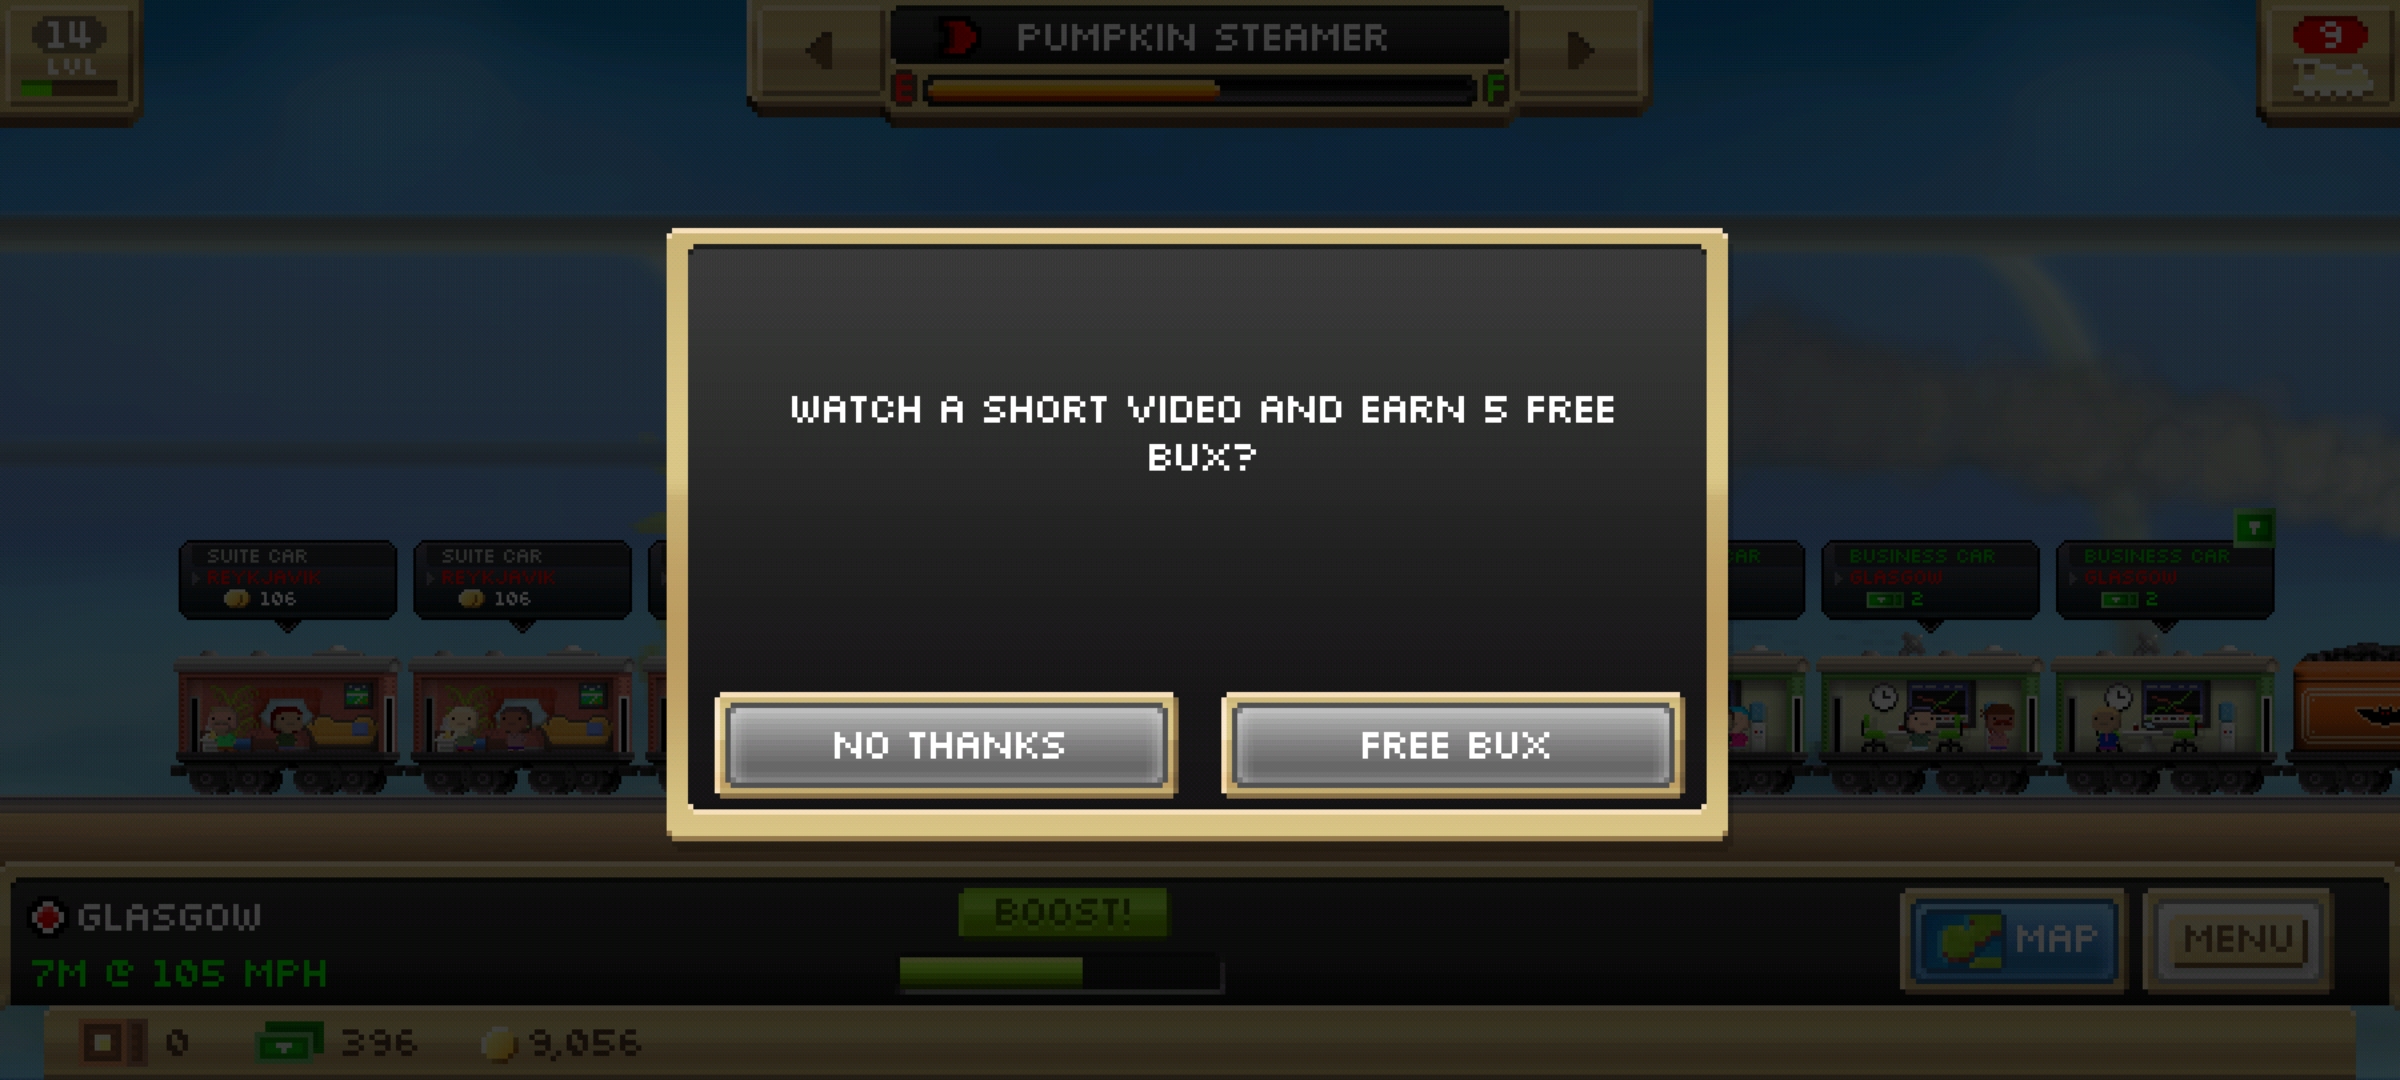 14
LVL
PUMPKIN STEAMER
E
F
9
WATCH A SHORT VIDEO AND EARN 5 FREE
BUX?
NO THANKS
FREE BUX
SUITE CAR
REYKJAVIK
106
SUITE CAR
REYKJAVIK
106
CAR
BUSINESS CAR
GLASGOW
2
BUSINESS CAR
GLASGOW
2
GLASGOW
7M @ 105 MPH
BOOST!
MAP
MENU
0
396
9,056